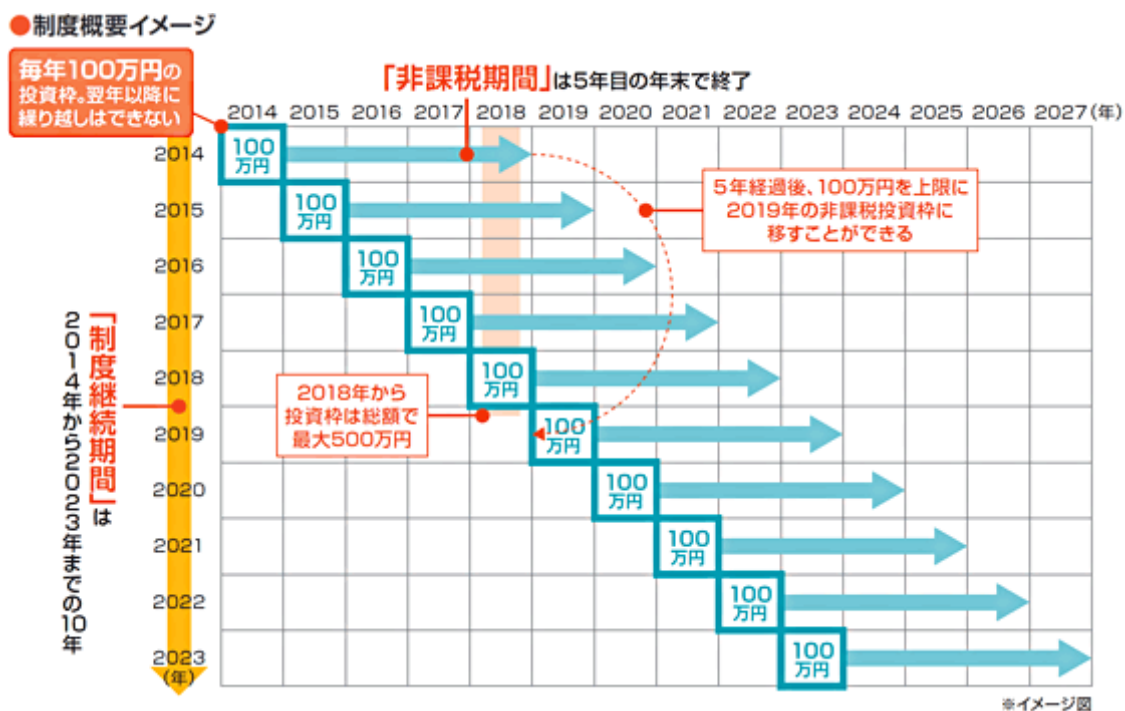 ●制度概要イメージ
毎年100万円の
投資枠。翌年以降に
繰り越しはできない
「非課税期間」は5年目の年末で終了
2014 2015 2016 2017 2018 2019 2020 2021 2022 2023 2024 2025 2026 2027(年)
2014
100
万円
2015
100
万円
5年経過後、100万円を上限に
2019年の非課税投資枠に
移すことができる
2016
100
万円
2017
100
万円
2018
100
万円
2018年から
投資枠は総額で
最大500万円
2019
100
万円
2020
100
万円
2021
100
万円
2022
100
万円
2023
(年)
100
万円
「制度継続期間」は
2014年から2023年までの10年
※イメージ図